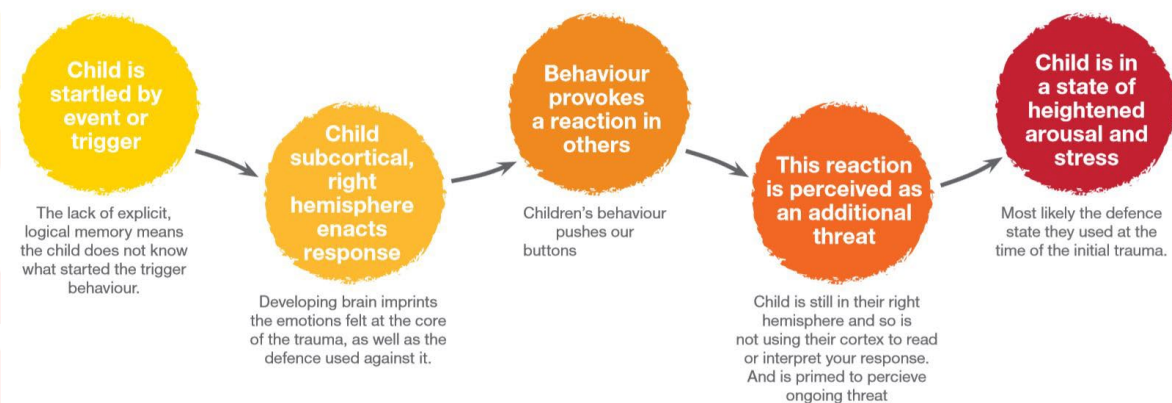 Child is
startled by
event or
trigger
The lack of explicit,
logical memory means
the child does not know
what started the trigger
behaviour.
Child
subcortical,
right
hemisphere
enacts
response
Developing brain imprints
the emotions felt at the core
of the trauma, as well as the
defence used against it.
Behaviour
provokes
a reaction in
others
Children’s behaviour
pushes our
buttons
This reaction
is perceived as
an additional
threat
Child is still in their right
hemisphere and so is
not using their cortex to read
or interpret your response.
And is primed to percieve
ongoing threat
Child is in
a state of
heightened
arousal and
stress
Most likely the defence
state they used at the
time of the initial trauma.